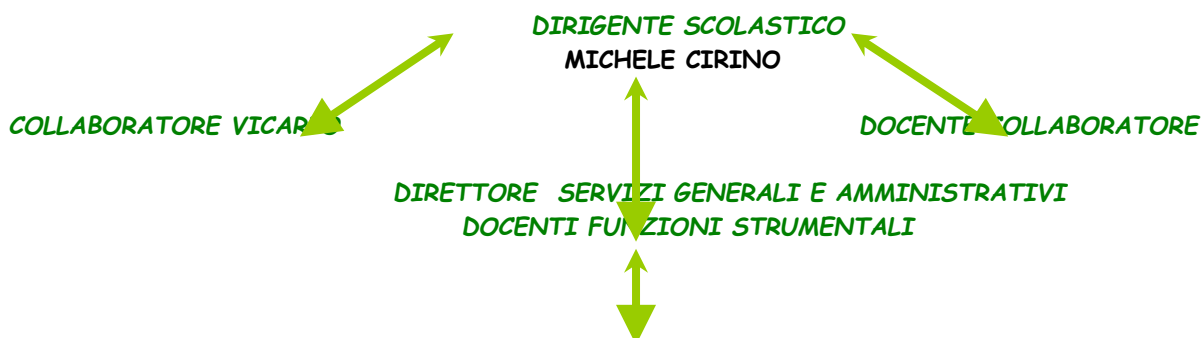 DIRIGENTE SCOLASTICO
MICHELE CIRINO
COLLABORATORE VICARIO
DOCENTE COLLABORATORE
DIRETTORE SERVIZI GENERALI E AMMINISTRATIVI
DOCENTI FUNZIONI STRUMENTALI